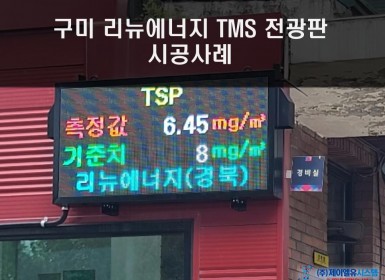 구미 리뉴에너지 TMS 전광판
시공사례
TSP
측정값 6.45 mg/㎥
기준치 8 mg/㎥
리뉴에너지(경북)
정비실
(주)제이엠유시스템